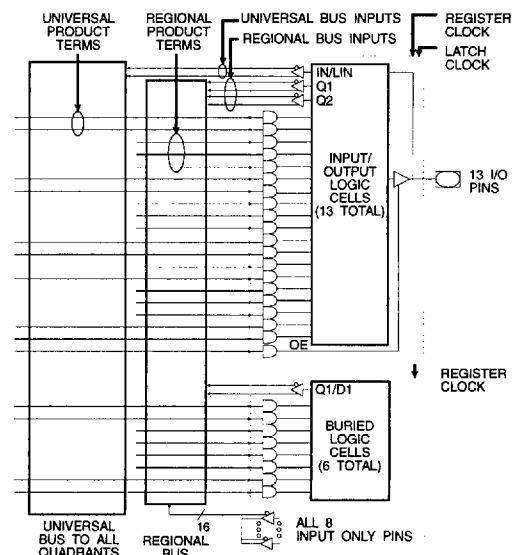 UNIVERSAL
PRODUCT
TERMS
REGIONAL
PRODUCT
TERMS
UNIVERSAL BUS INPUTS
REGIONAL BUS INPUTS
REGISTER
CLOCK
LATCH
CLOCK
IN/LIN
Q1
Q2
INPUT/
OUTPUT
LOGIC
CELLS
(13 TOTAL)
13 I/O
PINS
OE
REGISTER
CLOCK
Q1/D1
BURIED
LOGIC
CELLS
(6 TOTAL)
16
ALL 8
INPUT ONLY PINS
UNIVERSAL
BUS TO ALL
QUADRANTS
REGIONAL
BUS